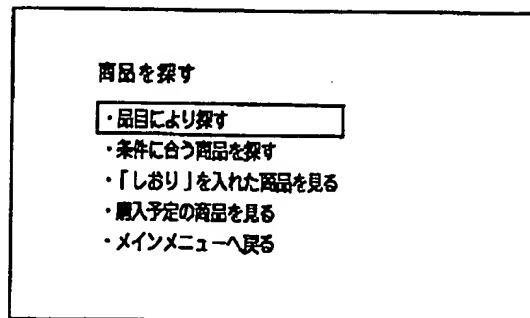 商品を探す
・品目により探す
・条件に合う商品を探す
・「しおり」を入れた商品を見る
・購入予定の商品を見る
・メインメニューへ戻る